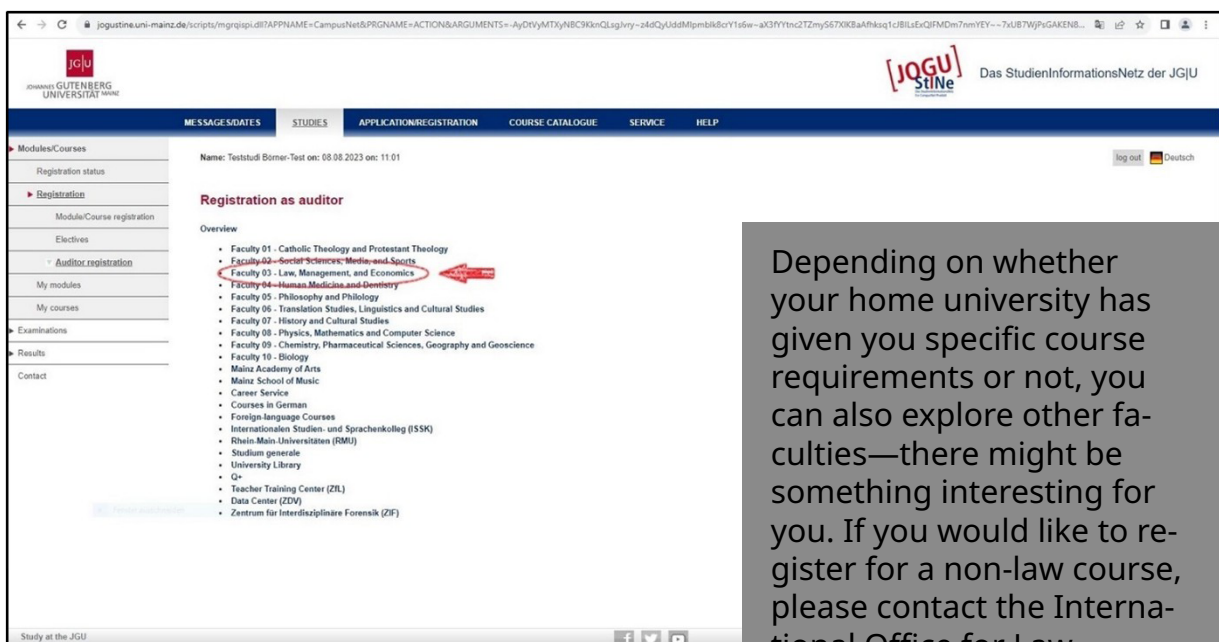 jogustine.uni-mainz.de/scripts/mgrqispi.dll?APPNAME=CampusNet&PRGNAME=ACTION&ARGUMENTS=
JG|U
JOHANNES GUTENBERG
UNIVERSITÄT MAINZ
JOGU
StINe
Das StudienInformationsNetz der JG|U
MESSAGES/DATES STUDIES APPLICATION/REGISTRATION COURSE CATALOGUE SERVICE HELP
Modules/Courses
Registration status
Registration
Module/Course registration
Electives
Auditor registration
My modules
My courses
Examinations
Results
Contact
Name: Teststudi Borner-Test on: 08.08.2023 on: 11:01
log out Deutsch
Registration as auditor
Overview
Faculty 01 - Catholic Theology and Protestant Theology
Faculty 02 - Social Sciences, Media, and Sports
Faculty 03 - Law, Management, and Economics
Faculty 04 - Human Medicine and Dentistry
Faculty 05 - Philosophy and Philology
Faculty 06 - Translation Studies, Linguistics and Cultural Studies
Faculty 07 - History and Cultural Studies
Faculty 08 - Physics, Mathematics and Computer Science
Faculty 09 - Chemistry, Pharmaceutical Sciences, Geography and Geoscience
Faculty 10 - Biology
Mainz Academy of Arts
Mainz School of Music
Career Service
Courses in German
Foreign-language Courses
Internationalen Studien- und Sprachenkolleg (ISSK)
Rhein-Main-Universitäten (RMU)
Studium generale
University Library
Q+
Teacher Training Center (ZfL)
Data Center (ZDV)
Zentrum für Interdisziplinäre Forensik (ZIF)
Study at the JGU
Depending on whether
your home university has
given you specific course
requirements or not, you
can also explore other fa-
culties—there might be
something interesting for
you. If you would like to re-
gister for a non-law course,
please contact the Interna-
tional Office for Law